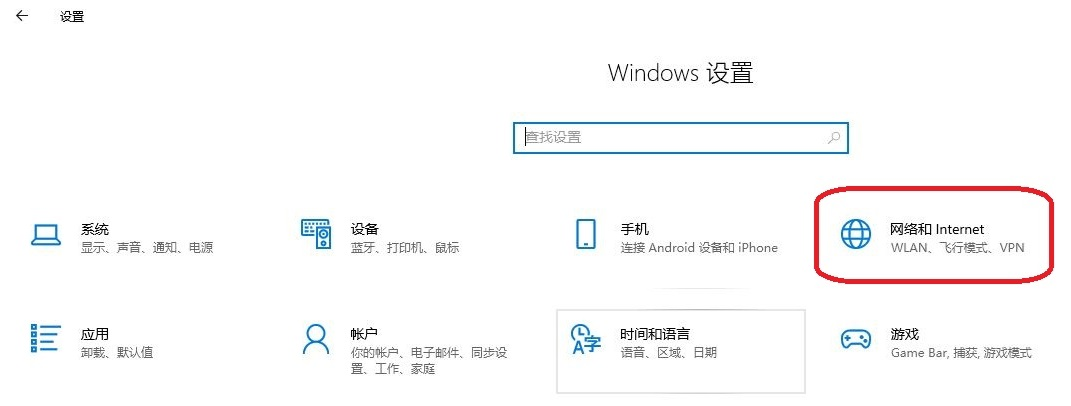 设置
Windows 设置
查找设置
系统
显示、声音、通知、电源
设备
蓝牙、打印机、鼠标
手机
连接 Android 设备和 iPhone
网络和 Internet
WLAN、飞行模式、VPN
应用
卸载、默认值
帐户
你的帐户、电子邮件、同步设
置、工作、家庭
时间和语言
语音、区域、日期
游戏
Game Bar, 捕获, 游戏模式